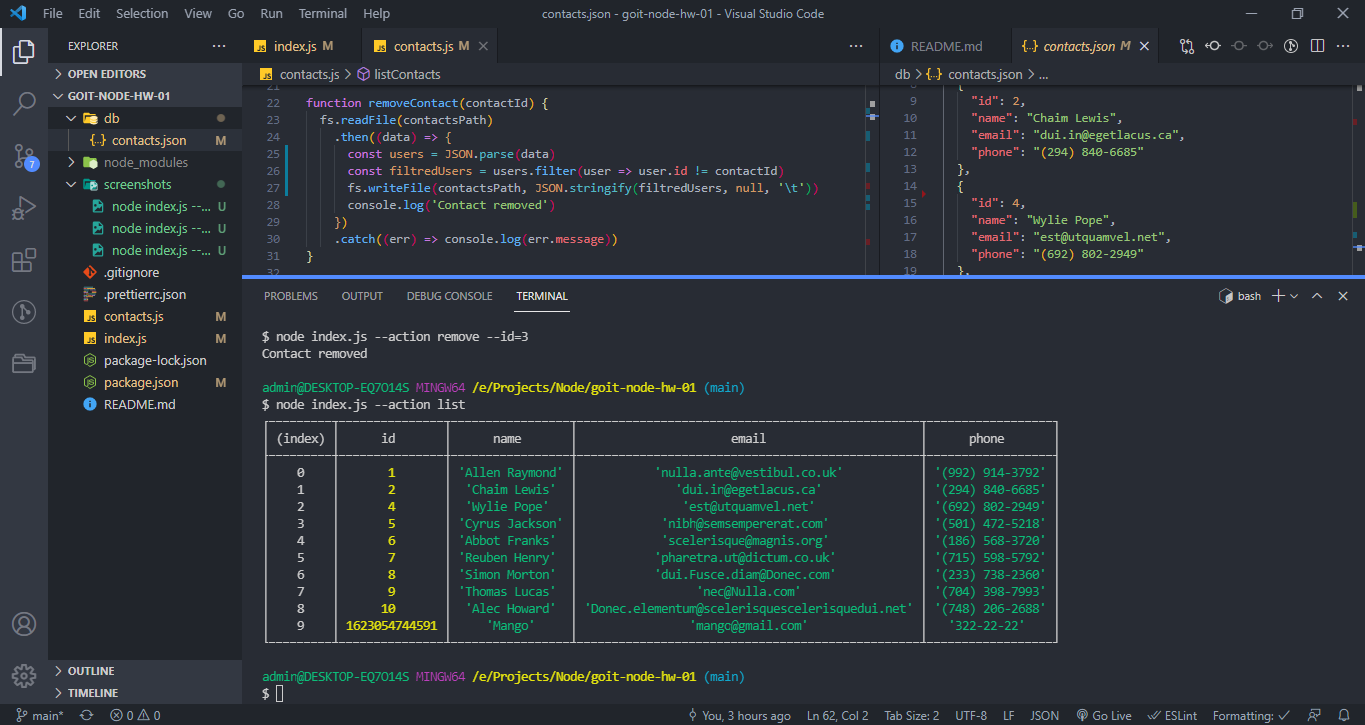 File Edit Selection View Go Run Terminal Help contacts.json - goit-node-hw-01 - Visual Studio Code
EXPLORER
OPEN EDITORS
GOIT-NODE-HW-01
db
contacts.json M
node_modules
screenshots
node index.js --... U
node index.js --... U
node index.js --... U
.gitignore
.prettierrc.json
contacts.js M
index.js M
package-lock.json
package.json M
README.md
OUTLINE
TIMELINE
7
index.js M contacts.js M
contacts.js > listContacts
21
22 function removeContact(contactId) {
23 fs.readFile(contactsPath)
24 .then((data) => {
25 const users = JSON.parse(data)
26 const filtredUsers = users.filter(user => user.id != contactId)
27 fs.writeFile(contactsPath, JSON.stringify(filtredUsers, null, '\t'))
28 console.log('Contact removed')
29 })
30 .catch((err) => console.log(err.message))
31 }
32
README.md {..} contacts.json M
db > {..} contacts.json > ...
8 {
9 "id": 2,
10 "name": "Chaim Lewis",
11 "email": "dui.in@egetlacus.ca",
12 "phone": "(294) 840-6685"
13 },
14 {
15 "id": 4,
16 "name": "Wylie Pope",
17 "email": "est@utquamvel.net",
18 "phone": "(692) 802-2949"
19 },
PROBLEMS OUTPUT DEBUG CONSOLE TERMINAL bash
$ node index.js --action remove --id=3
Contact removed
admin@DESKTOP-EQ7O14S MINGW64 /e/Projects/Node/goit-node-hw-01 (main)
$ node index.js --action list
(index) id name email phone
0 1 'Allen Raymond' 'nulla.ante@vestibul.co.uk' '(992) 914-3792'
1 2 'Chaim Lewis' 'dui.in@egetlacus.ca' '(294) 840-6685'
2 4 'Wylie Pope' 'est@utquamvel.net' '(692) 802-2949'
3 5 'Cyrus Jackson' 'nibh@semsempererat.com' '(501) 472-5218'
4 6 'Abbot Franks' 'scelerisque@magnis.org' '(186) 568-3720'
5 7 'Reuben Henry' 'pharetra.ut@dictum.co.uk' '(715) 598-5792'
6 8 'Simon Morton' 'dui.Fusce.diam@Donec.com' '(233) 738-2360'
7 9 'Thomas Lucas' 'nec@Nulla.com' '(704) 398-7993'
8 10 'Alec Howard' 'Donec.elementum@scelerisquescelerisquedui.net' '(748) 206-2688'
9 1623054744591 'Mango' 'mango@gmail.com' '322-22-22'
admin@DESKTOP-EQ7O14S MINGW64 /e/Projects/Node/goit-node-hw-01 (main)
$
main* 0 0 You, 3 hours ago Ln 62, Col 2 Tab Size: 2 UTF-8 LF JSON Go Live ESLint Formatting: ✓